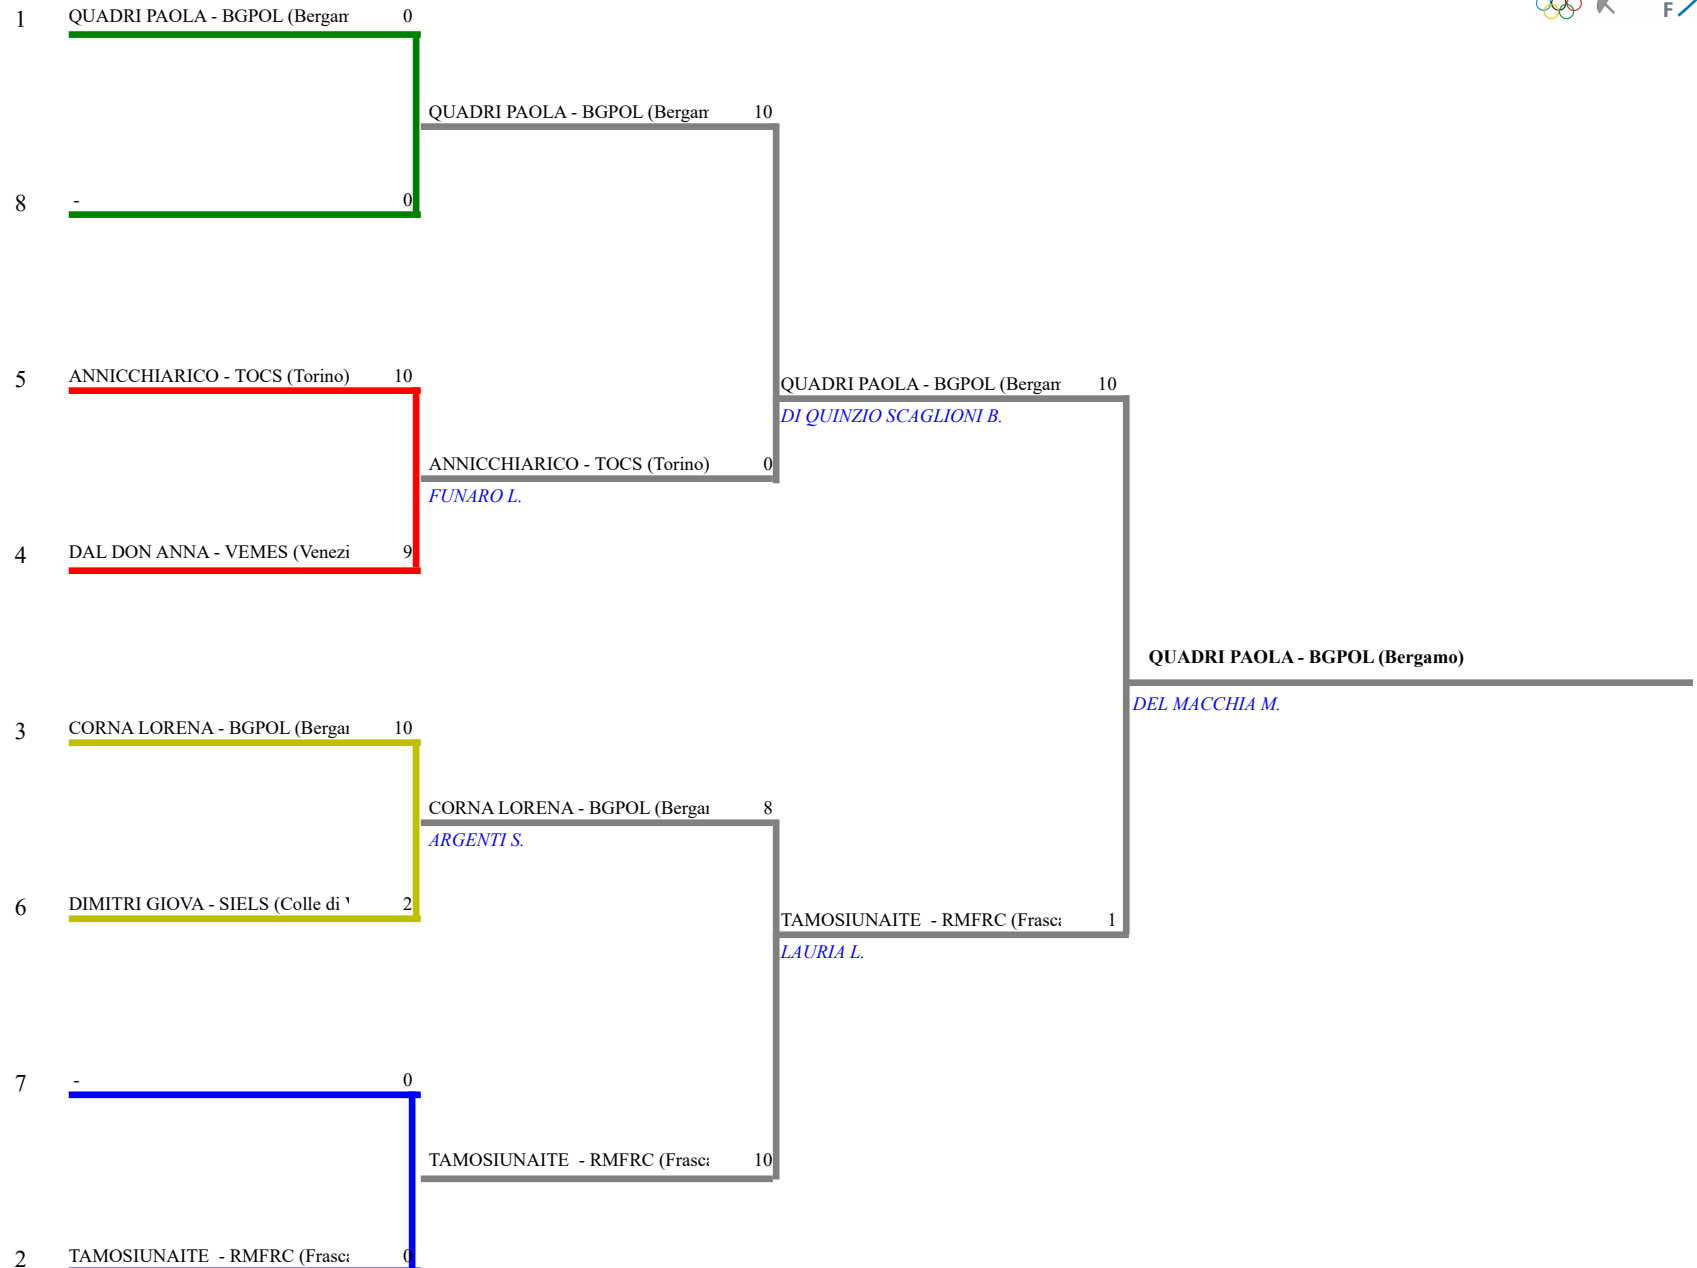 1 QUADRI PAOLA - BGPOL (Bergam 0
F
QUADRI PAOLA - BGPOL (Bergam 10
8 - 0
5 ANNICCHIARICO - TOCS (Torino) 10
QUADRI PAOLA - BGPOL (Bergam 10
DI QUINZIO SCAGLIONI B.
ANNICCHIARICO - TOCS (Torino) 0
FUNARO L.
4 DAL DON ANNA - VEMES (Venezi 9
QUADRI PAOLA - BGPOL (Bergamo)
DEL MACCHIA M.
3 CORNA LORENA - BGPOL (Bergar 10
CORNA LORENA - BGPOL (Bergar 8
ARGENTI S.
6 DIMITRI GIOVA - SIELS (Colle di 2
TAMOSIUNAITE - RMFRC (Frasca 1
LAURIA L.
7 - 0
TAMOSIUNAITE - RMFRC (Frasca 10
2 TAMOSIUNAITE - RMFRC (Frasca 0